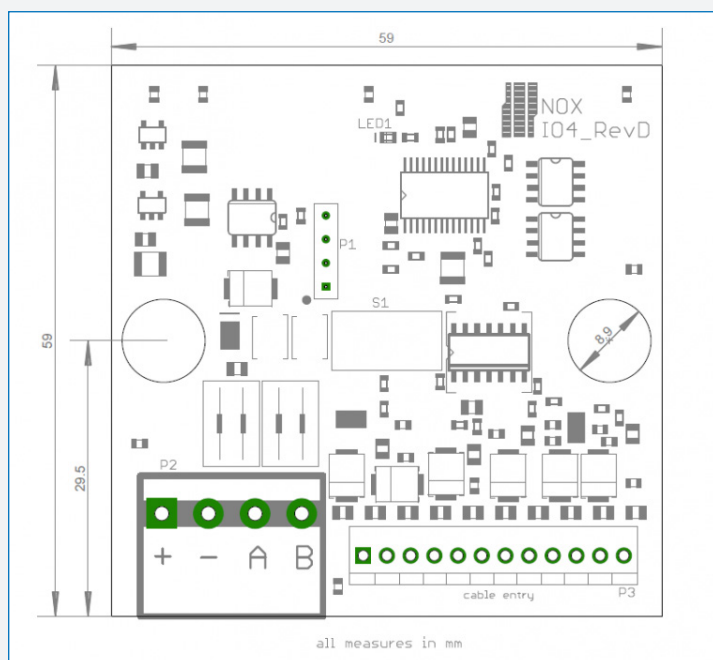 59
NOX
IO4_RevD
LED1
P1
59
S1
8.9
29.5
P2
+ - A B
P3
cable entry
all measures in mm